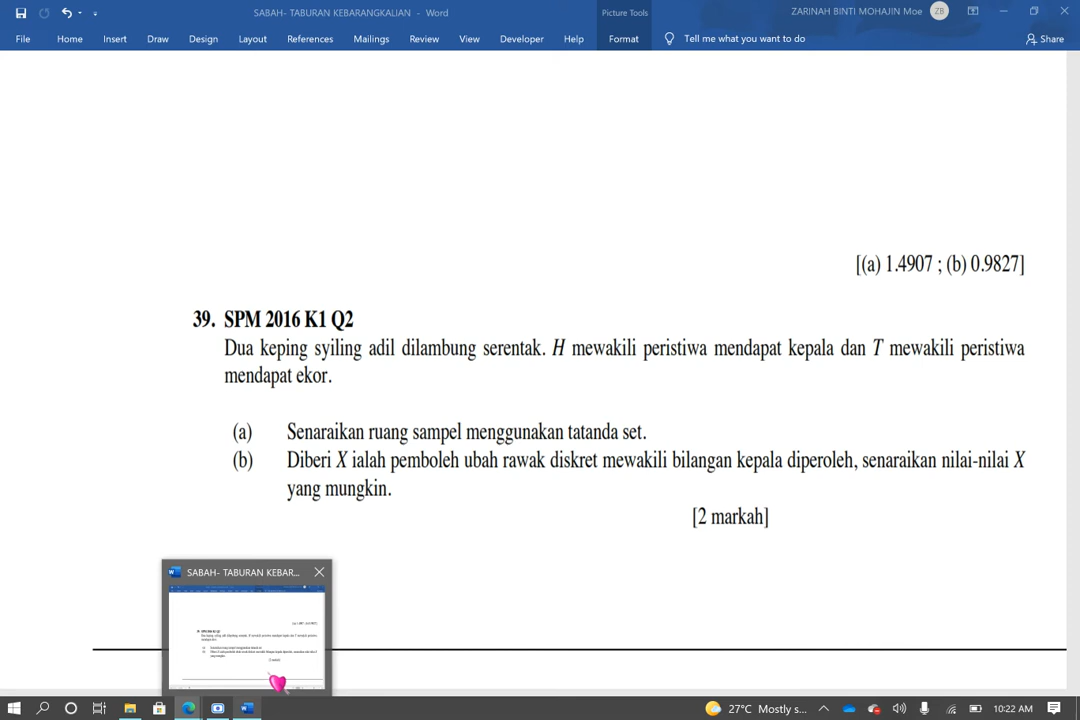 SABAH- TABURAN KEBARANGKALIAN - Word
Picture Tools
ZARINAH BINTI MOHAJIN Moe
ZB
File Home Insert Draw Design Layout References Mailings Review View Developer Help Format Tell me what you want to do Share
[(a) 1.4907 ; (b) 0.9827]
39. SPM 2016 K1 Q2
Dua keping syiling adil dilambung serentak. H mewakili peristiwa mendapat kepala dan T mewakili peristiwa
mendapat ekor.
(a) Senaraikan ruang sampel menggunakan tatanda set.
(b) Diberi X ialah pemboleh ubah rawak diskret mewakili bilangan kepala diperoleh, senaraikan nilai-nilai X
yang mungkin.
[2 markah]
SABAH- TABURAN KEBAR...
27°C Mostly s... 10:22 AM